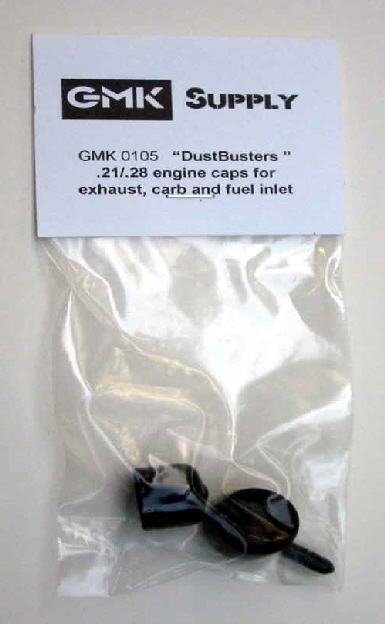 GMK SUPPLY
GMK 0105 “DustBusters ”
.21/.28 engine caps for
exhaust, carb and fuel inlet